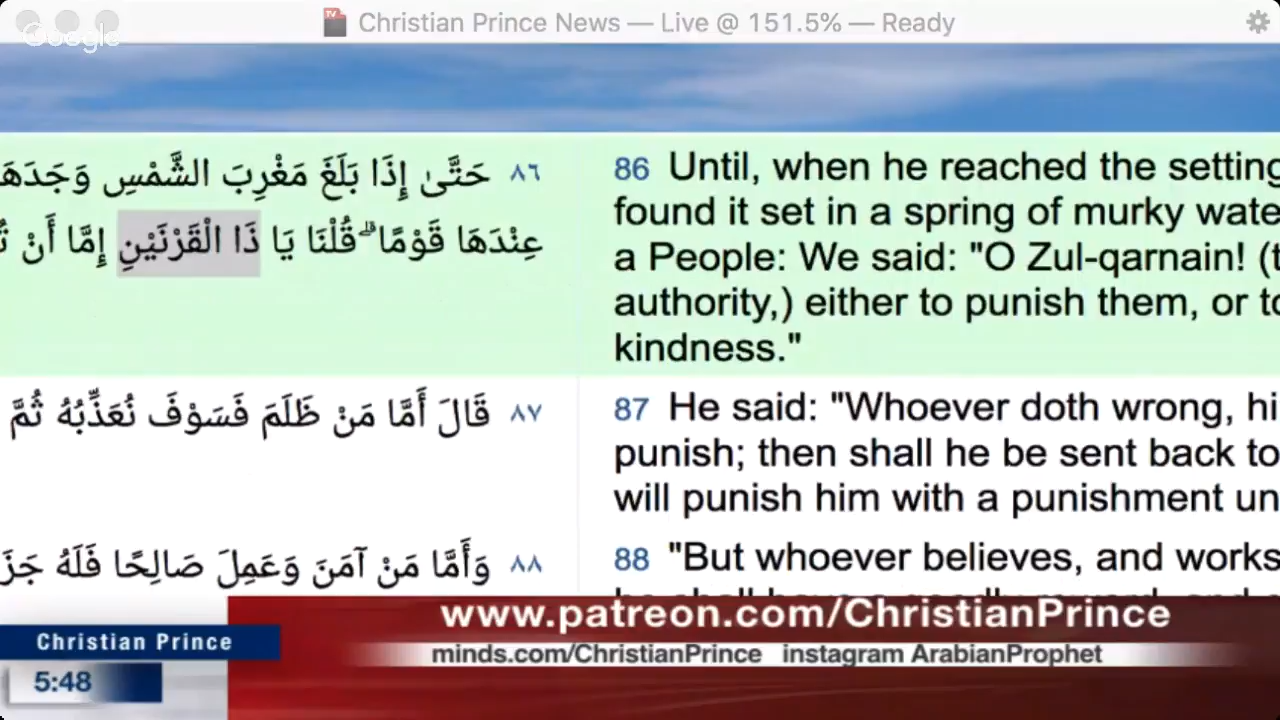 Google
Christian Prince News — Live @ 151.5% — Ready
٨٦ حَتَّىٰ إِذَا بَلَغَ مَغْرِبَ الشَّمْسِ وَجَدَهَ
عِنْدَهَا قَوْمًا ۗ قُلْنَا يَا ذَا الْقَرْنَيْنِ إِمَّا أَنْ تُ
86 Until, when he reached the setting
found it set in a spring of murky wate
a People: We said: "O Zul-qarnain! (t
authority,) either to punish them, or to
kindness."
٨٧ قَالَ أَمَّا مَنْ ظَلَمَ فَسَوْفَ نُعَذِّبُهُ ثُمَّ
87 He said: "Whoever doth wrong, hi
punish; then shall he be sent back to
will punish him with a punishment un
٨٨ وَأَمَّا مَنْ آمَنَ وَعَمِلَ صَالِحًا فَلَهُ جَزَ
88 "But whoever believes, and works
www.patreon.com/ChristianPrince
Christian Prince
minds.com/ChristianPrince instagram ArabianProphet
5:48